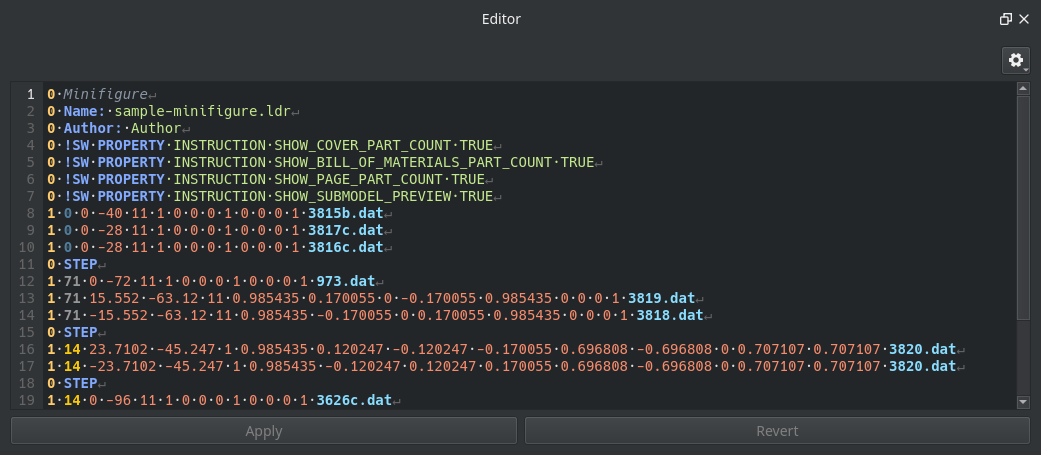 Editor
1 0 Minifigure
2 0 Name: sample-minifigure.ldr
3 0 Author: Author
4 0 !SW PROPERTY INSTRUCTION SHOW_COVER_PART_COUNT TRUE
5 0 !SW PROPERTY INSTRUCTION SHOW_BILL_OF_MATERIALS_PART_COUNT TRUE
6 0 !SW PROPERTY INSTRUCTION SHOW_PAGE_PART_COUNT TRUE
7 0 !SW PROPERTY INSTRUCTION SHOW_SUBMODEL_PREVIEW TRUE
8 1 0 0 -40 11 1 0 0 0 1 0 0 0 1 3815b.dat
9 1 0 0 -28 11 1 0 0 0 1 0 0 0 1 3817c.dat
10 1 0 0 -28 11 1 0 0 0 1 0 0 0 1 3816c.dat
11 0 STEP
12 1 71 0 -72 11 1 0 0 0 1 0 0 0 1 973.dat
13 1 71 15.552 -63.12 11 0.985435 0.170055 0 -0.170055 0.985435 0 0 0 1 3819.dat
14 1 71 -15.552 -63.12 11 0.985435 -0.170055 0 0.170055 0.985435 0 0 0 1 3818.dat
15 0 STEP
16 1 14 23.7102 -45.247 1 0.985435 0.120247 -0.120247 -0.170055 0.696808 -0.696808 0 0.707107 0.707107 3820.dat
17 1 14 -23.7102 -45.247 1 0.985435 -0.120247 0.120247 0.170055 0.696808 -0.696808 0 0.707107 0.707107 3820.dat
18 0 STEP
19 1 14 0 -96 11 1 0 0 0 1 0 0 0 1 3626c.dat
Apply
Revert